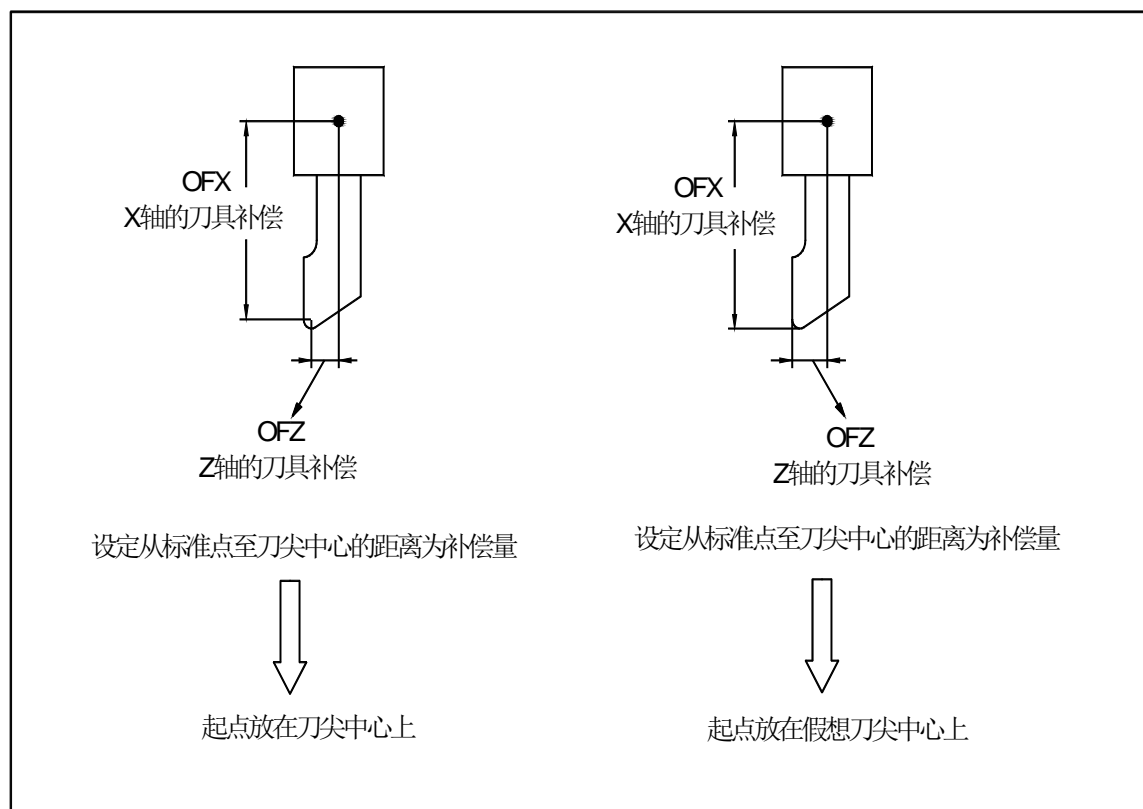 OFX
X轴的刀具补偿
OFZ
Z轴的刀具补偿
设定从标准点至刀尖中心的距离为补偿量
起点放在刀尖中心上
OFX
X轴的刀具补偿
OFZ
Z轴的刀具补偿
设定从标准点至刀尖中心的距离为补偿量
起点放在假想刀尖中心上